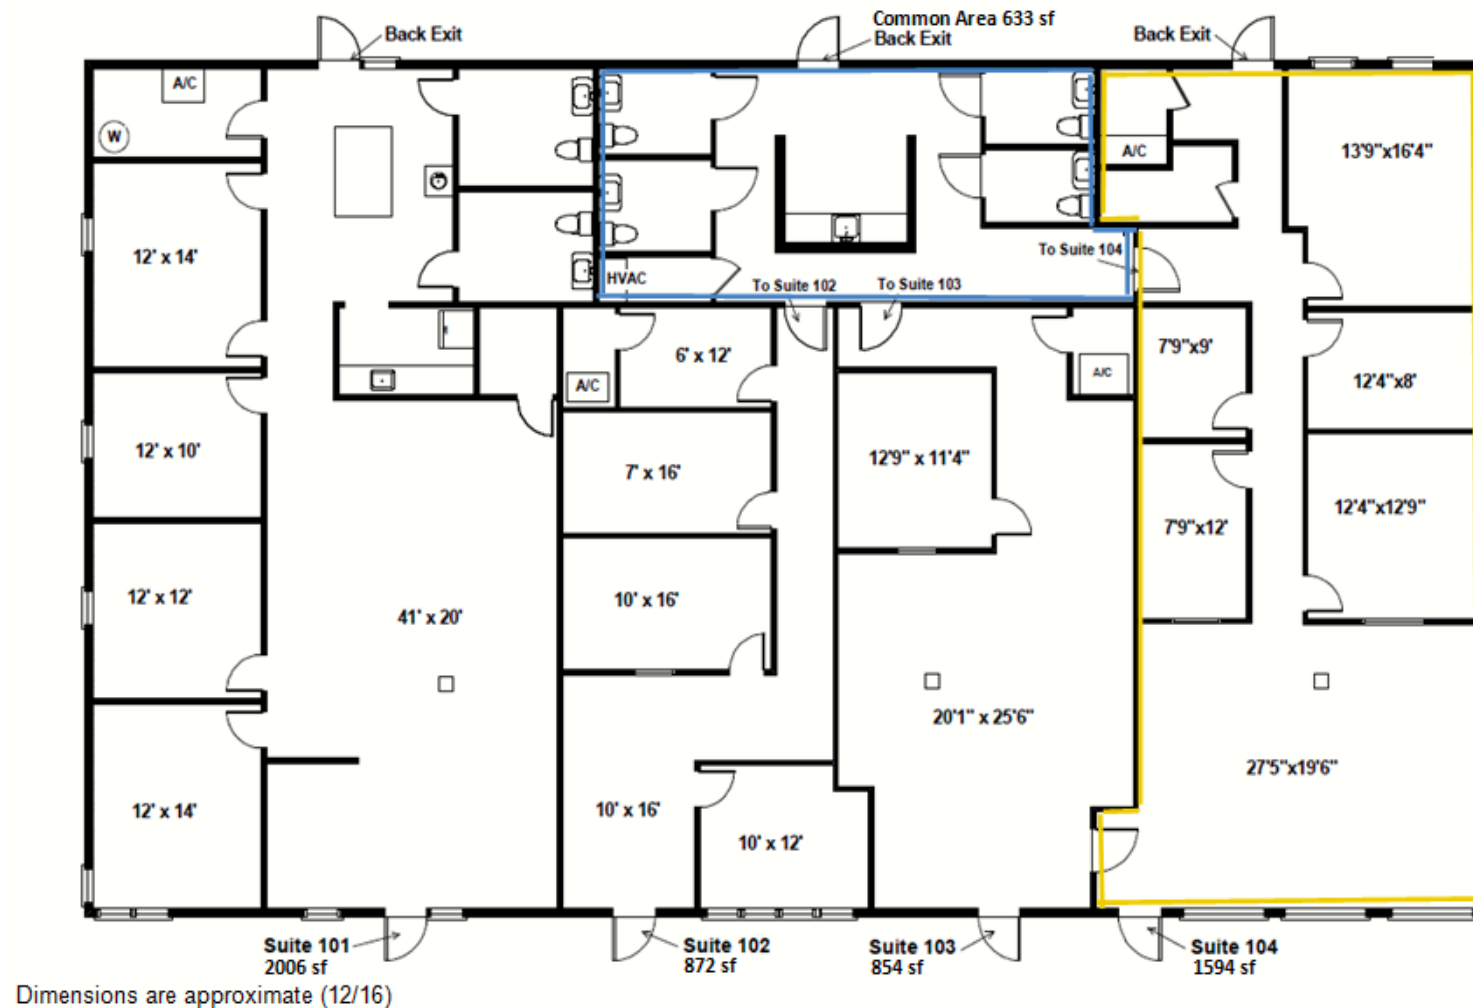 Common Area 633 sf
Back Exit
Back Exit
Back Exit
A/C
W
A/C
13'9"x16'4"
12' x 14'
To Suite 104
HVAC
To Suite 102
To Suite 103
6' x 12'
7'9"x9'
A/C
A/C
12'4"x8'
12' x 10'
7' x 16'
12'9" x 11'4"
12'4"x12'9"
7'9"x12'
12' x 12'
10' x 16'
41' x 20'
20'1" x 25'6"
27'5"x19'6"
12' x 14'
10' x 16'
10' x 12'
Suite 101
2006 sf
Suite 102
872 sf
Suite 103
854 sf
Suite 104
1594 sf
Dimensions are approximate (12/16)